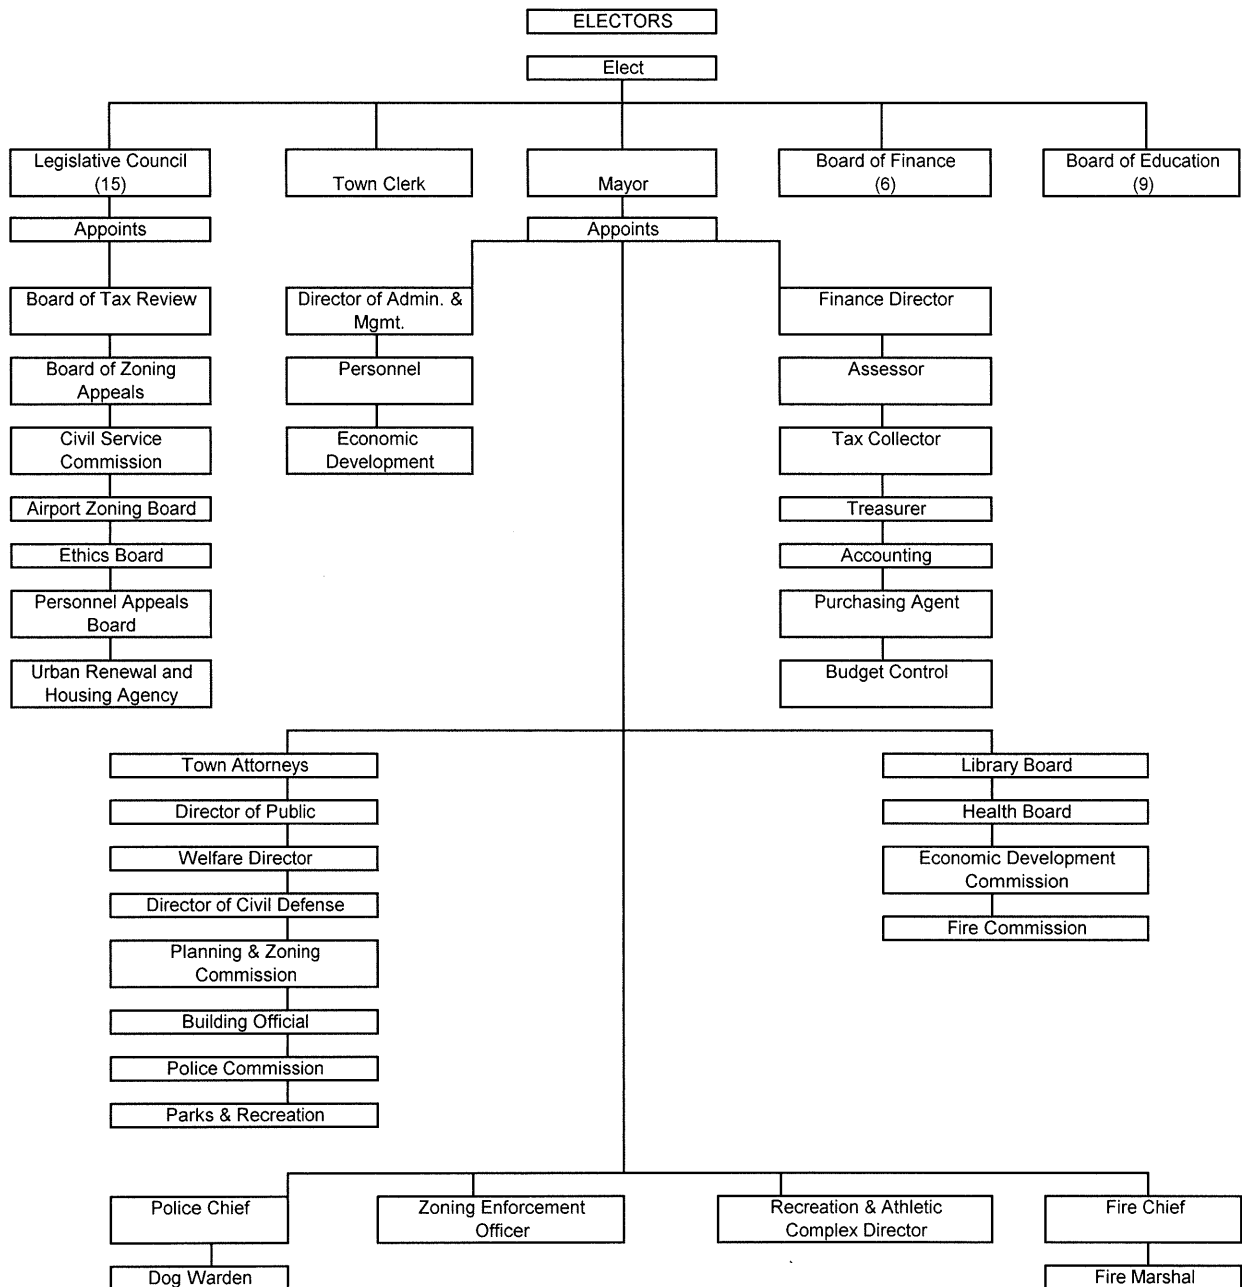 ELECTORS
Elect
Legislative Council
(15)
Town Clerk
Mayor
Board of Finance
(6)
Board of Education
(9)
Appoints
Appoints
Board of Tax Review
Board of Zoning
Appeals
Civil Service
Commission
Airport Zoning Board
Ethics Board
Personnel Appeals
Board
Urban Renewal and
Housing Agency
Director of Admin. &
Mgmt.
Personnel
Economic
Development
Finance Director
Assessor
Tax Collector
Treasurer
Accounting
Purchasing Agent
Budget Control
Town Attorneys
Director of Public
Welfare Director
Director of Civil Defense
Planning & Zoning
Commission
Building Official
Police Commission
Parks & Recreation
Library Board
Health Board
Economic Development
Commission
Fire Commission
Police Chief
Dog Warden
Zoning Enforcement
Officer
Recreation & Athletic
Complex Director
Fire Chief
Fire Marshal